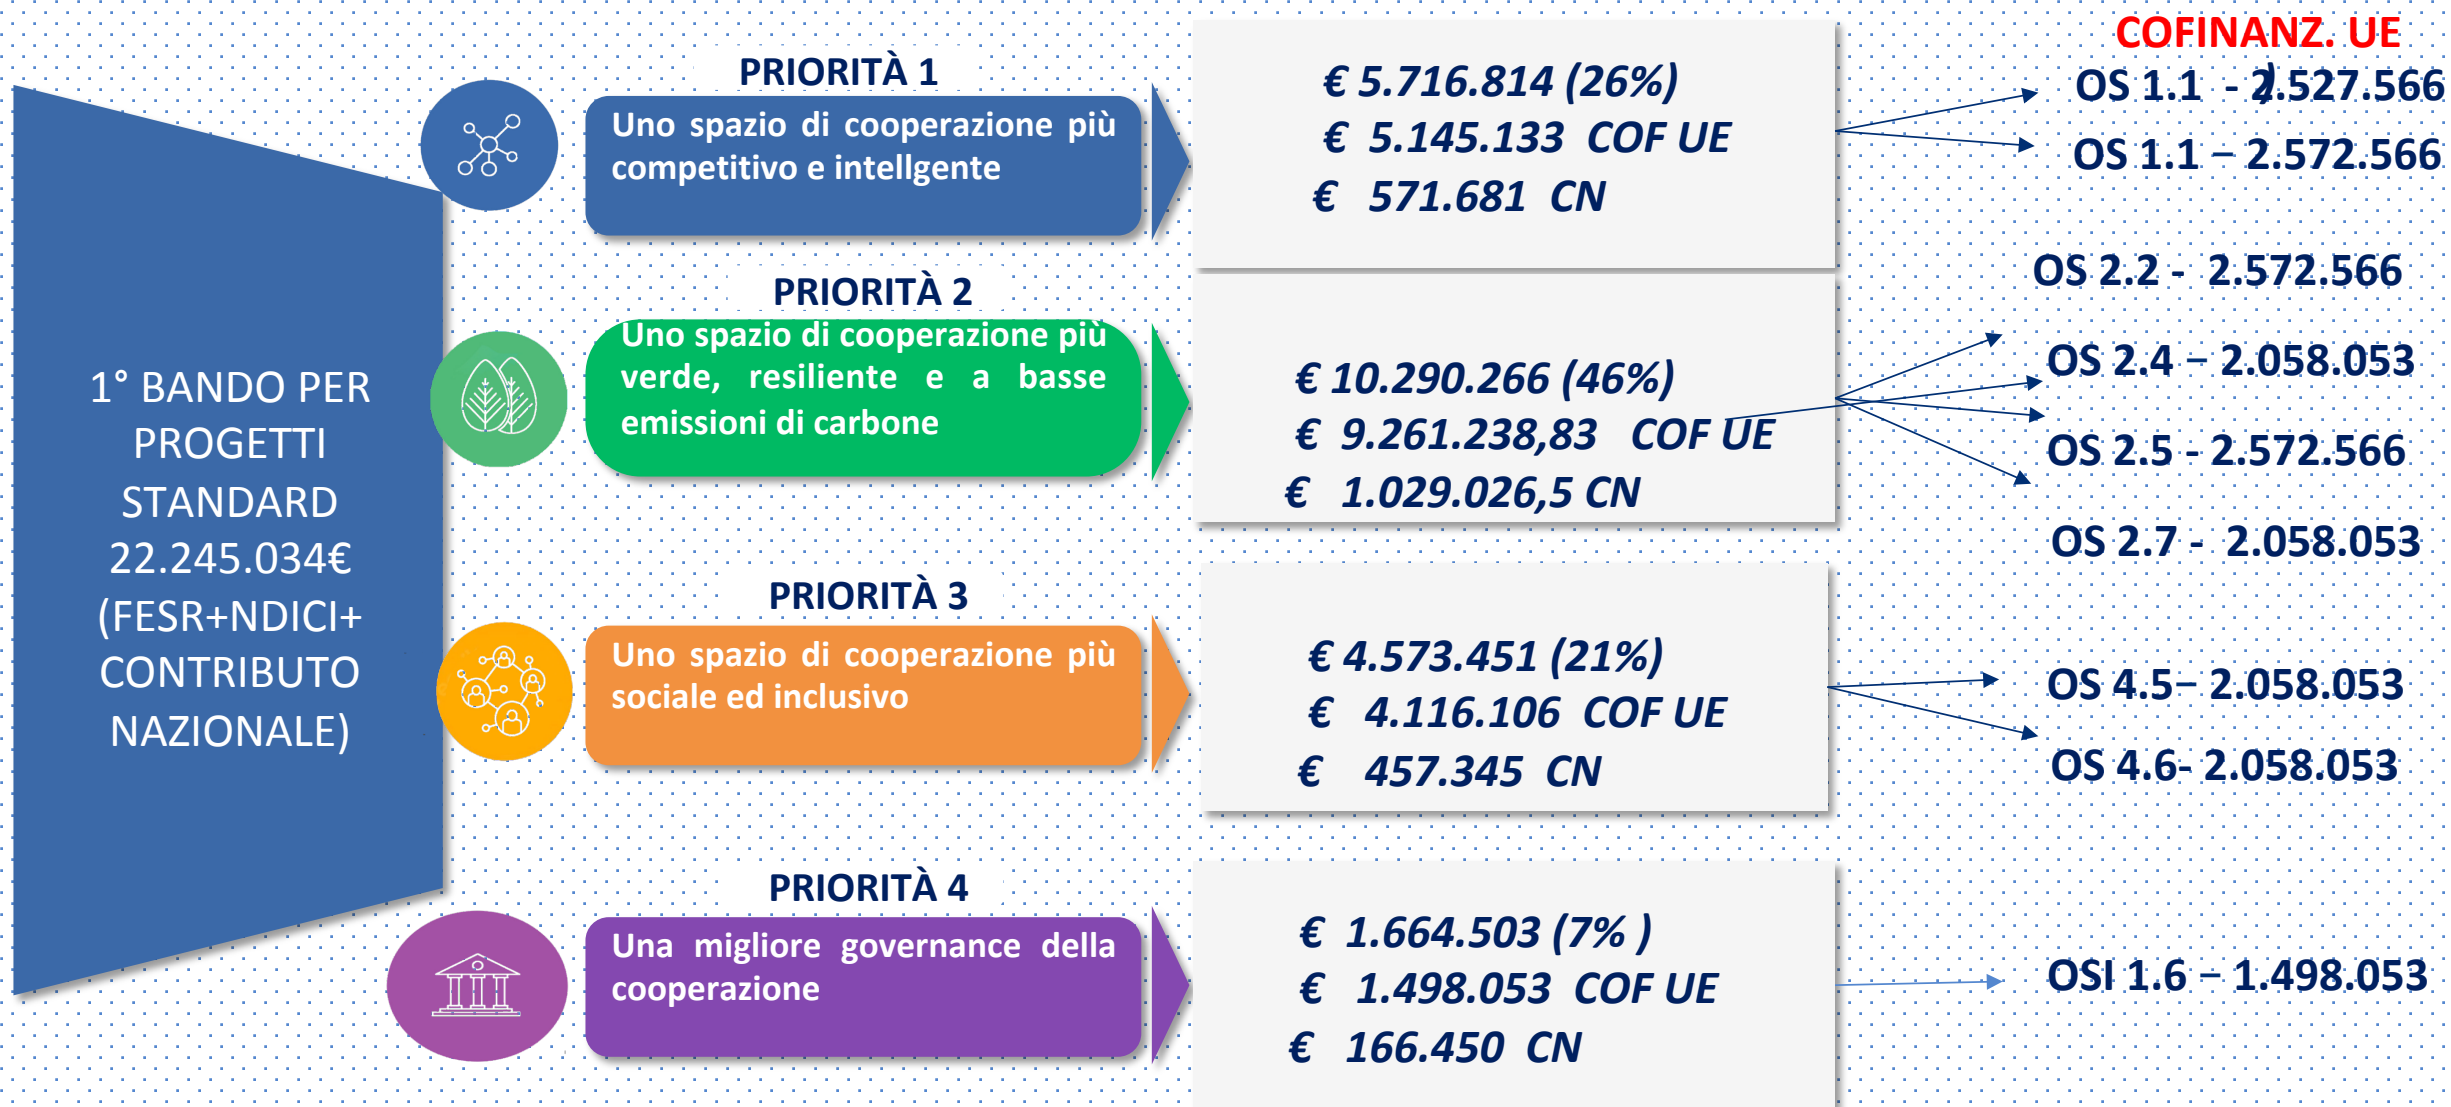 1° BANDO PER
PROGETTI
STANDARD
22.245.034€
(FESR+NDICI+
CONTRIBUTO
NAZIONALE)
PRIORITÀ 1
Uno spazio di cooperazione più
competitivo e intellgente
€ 5.716.814 (26%)
€ 5.145.133 COF UE
€ 571.681 CN
COFINANZ. UE
)
OS 1.1 - 2.527.566
OS 1.1 – 2.572.566
PRIORITÀ 2
Uno spazio di cooperazione più
verde, resiliente e a basse
emissioni di carbone
€ 10.290.266 (46%)
€ 9.261.238,83 COF UE
€ 1.029.026,5 CN
OS 2.2 - 2.572.566
OS 2.4 – 2.058.053
OS 2.5 - 2.572.566
OS 2.7 - 2.058.053
PRIORITÀ 3
Uno spazio di cooperazione più
sociale ed inclusivo
€ 4.573.451 (21%)
€ 4.116.106 COF UE
€ 457.345 CN
OS 4.5– 2.058.053
OS 4.6- 2.058.053
PRIORITÀ 4
Una migliore governance della
cooperazione
€ 1.664.503 (7% )
€ 1.498.053 COF UE
€ 166.450 CN
OSI 1.6 – 1.498.053